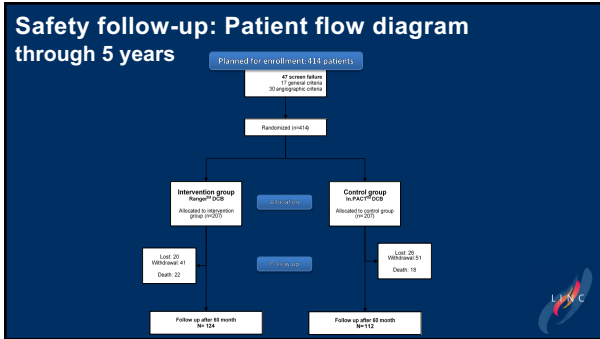 Safety follow-up: Patient flow diagram
through 5 years
Planned for enrollment: 414 patients
47 screen failure
17 general criteria
30 angiographic criteria
Randomized (n=414)
Intervention group
Ranger™ DCB
Allocated to intervention
group (n=207)
Allocation
Control group
In.PACT™ DCB
Allocated to control group
(n= 207)
Lost: 20
Withdrawal: 41
Death: 22
Follow up
Lost: 26
Withdrawal: 51
Death: 18
Follow up after 60 month
N= 124
Follow up after 60 month
N= 112
LINC